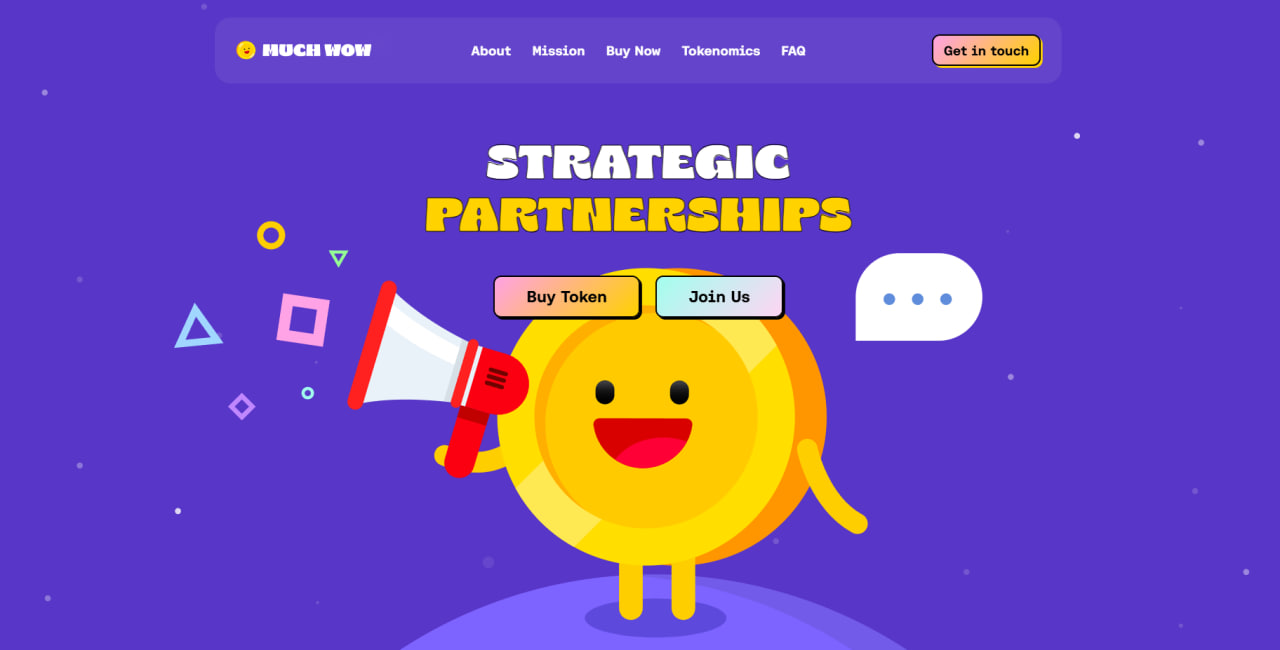 MUCH WOW
About
Mission
Buy Now
Tokenomics
FAQ
Get in touch
STRATEGIC
PARTNERSHIPS
Buy Token
Join Us